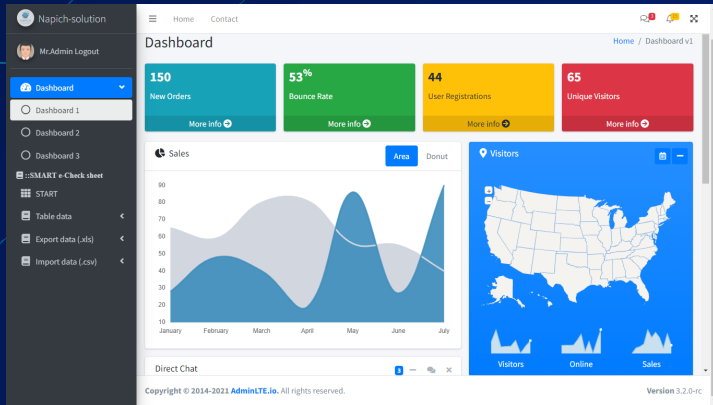 Napich-solution
Home Contact
Mr.Admin Logout
Dashboard
Home / Dashboard v1
Dashboard
Dashboard 1
Dashboard 2
Dashboard 3
::SMART e-Check sheet
START
Table data
Export data (.xls)
Import data (.csv)
150
New Orders
More info
53%
Bounce Rate
More info
44
User Registrations
More info
65
Unique Visitors
More info
Sales
Area Donut
90
80
70
60
50
40
30
20
10
January February March April May June July
Visitors
+
−
Visitors Online Sales
Direct Chat
3
Copyright © 2014-2021 AdminLTE.io. All rights reserved.
Version 3.2.0-rc